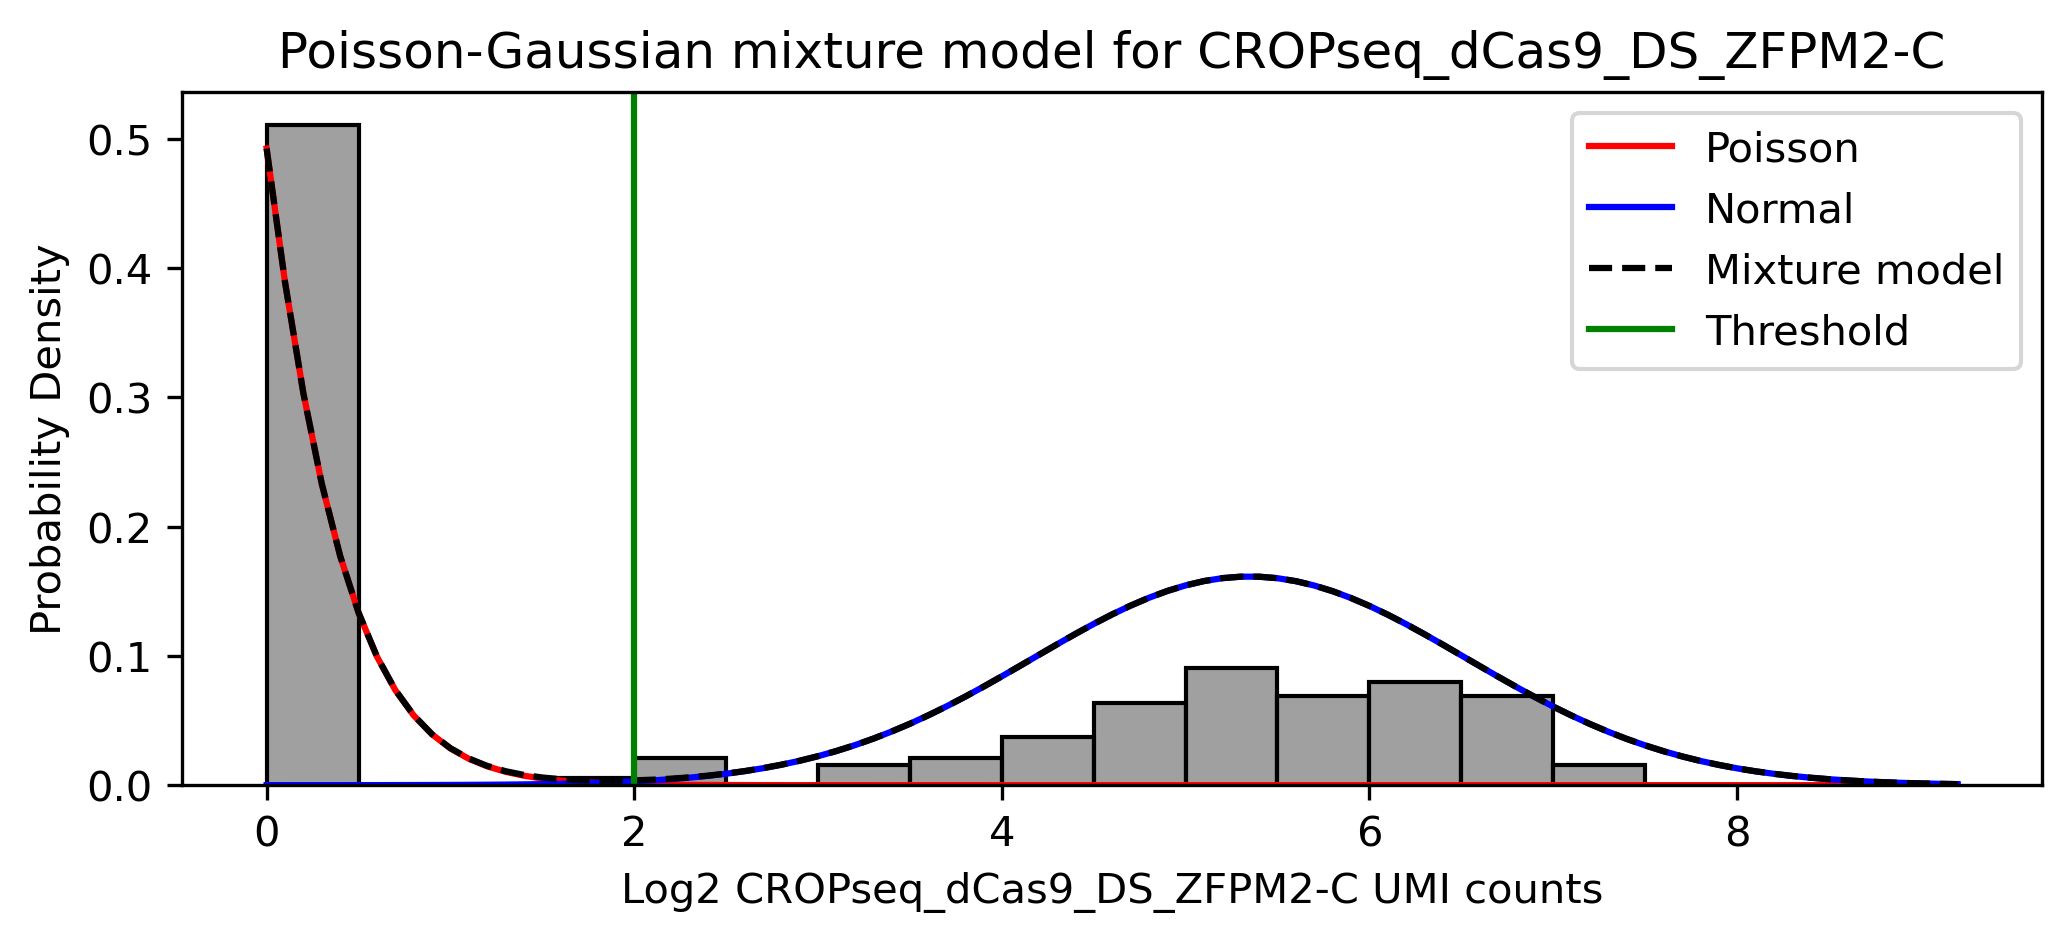 Poisson-Gaussian mixture model for CROPseq_dCas9_DS_ZFPM2-C
Probability Density
0.5
0.4
0.3
0.2
0.1
0.0
Poisson
Normal
Mixture model
Threshold
0 2 4 6 8
Log2 CROPseq_dCas9_DS_ZFPM2-C UMI counts